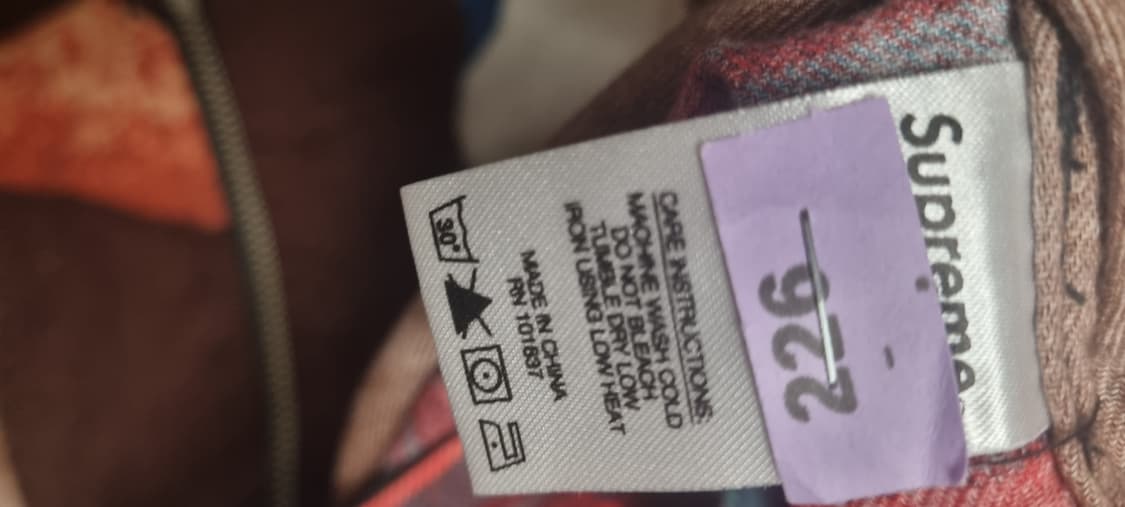 Supreme
226
CARE INSTRUCTIONS:
MACHINE WASH COLD
DO NOT BLEACH
TUMBLE DRY LOW
IRON USING LOW HEAT
MADE IN CHINA
RN 101837
30°